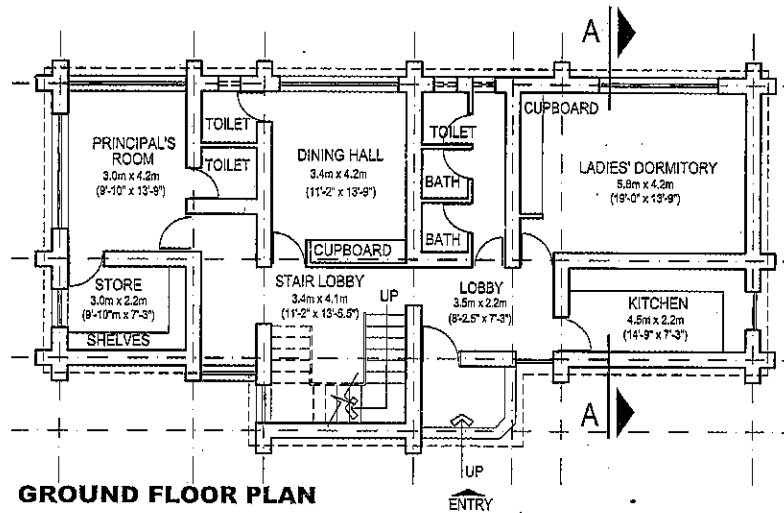 A
PRINCIPAL'S
ROOM
3.0m x 4.2m
(9'-10" x 13'-9")
TOILET
TOILET
DINING HALL
3.4m x 4.2m
(11'-2" x 13'-9")
CUPBOARD
TOILET
BATH
BATH
CUPBOARD
LADIES' DORMITORY
5.8m x 4.2m
(19'-0" x 13'-9")
STORE
3.0m x 2.2m
(9'-10"m x 7'-3")
SHELVES
STAIR LOBBY
3.4m x 4.1m
(11'-2" x 13'-5.5")
UP
LOBBY
3.5m x 2.2m
(8'-2.5" x 7'-3")
KITCHEN
4.5m x 2.2m
(14'-9" x 7'-3")
A
UP
ENTRY
GROUND FLOOR PLAN